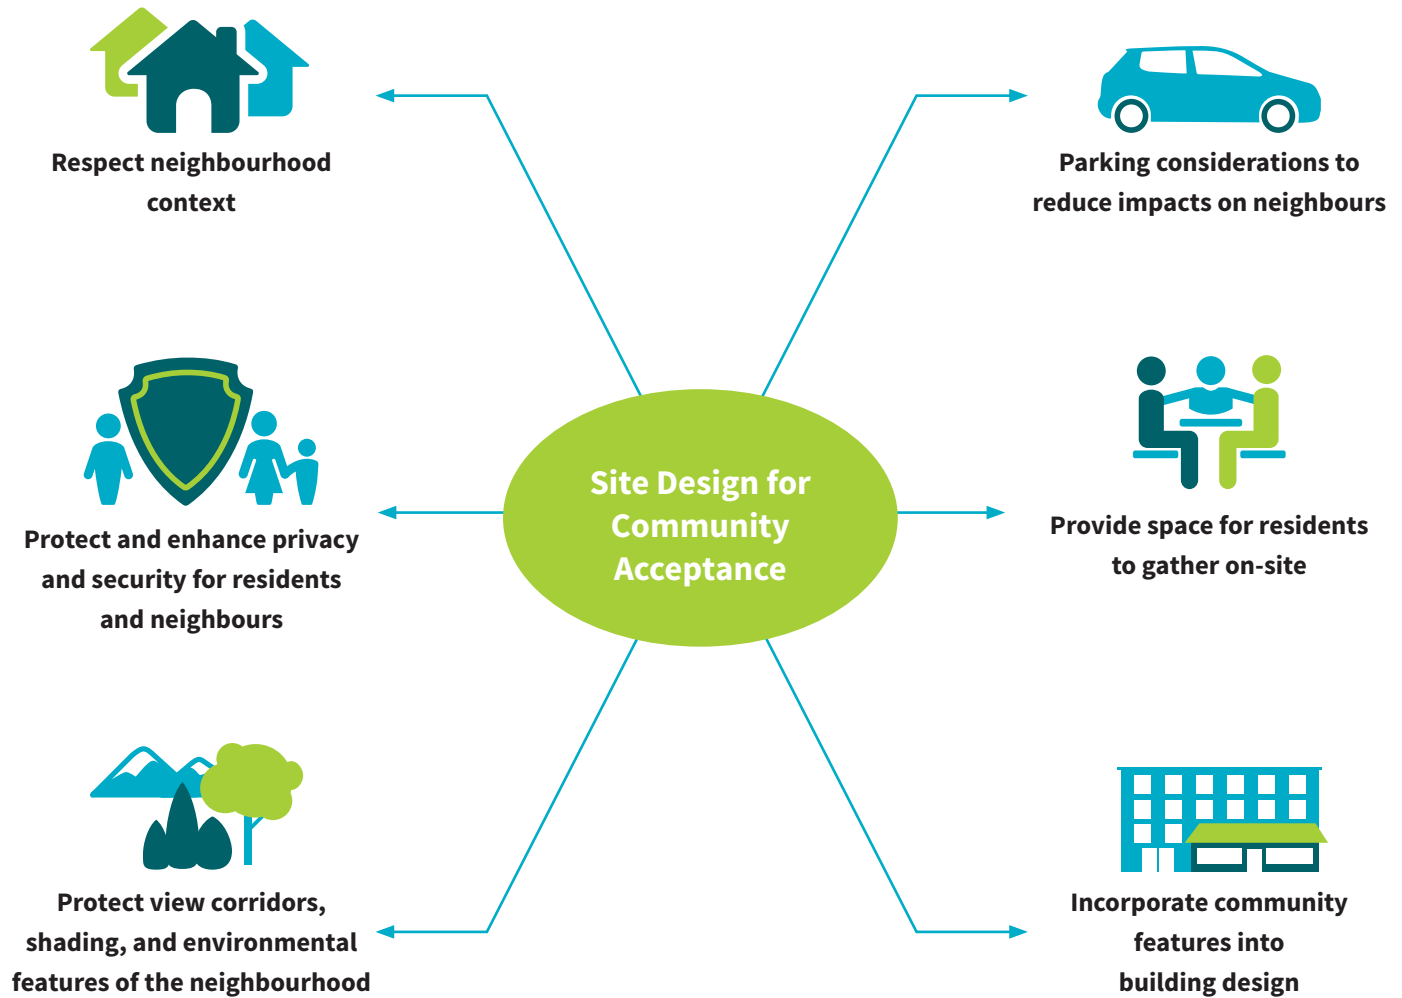 Respect neighbourhood
context
Parking considerations to
reduce impacts on neighbours
Protect and enhance privacy
and security for residents
and neighbours
Site Design for
Community
Acceptance
Provide space for residents
to gather on-site
Protect view corridors,
shading, and environmental
features of the neighbourhood
Incorporate community
features into
building design